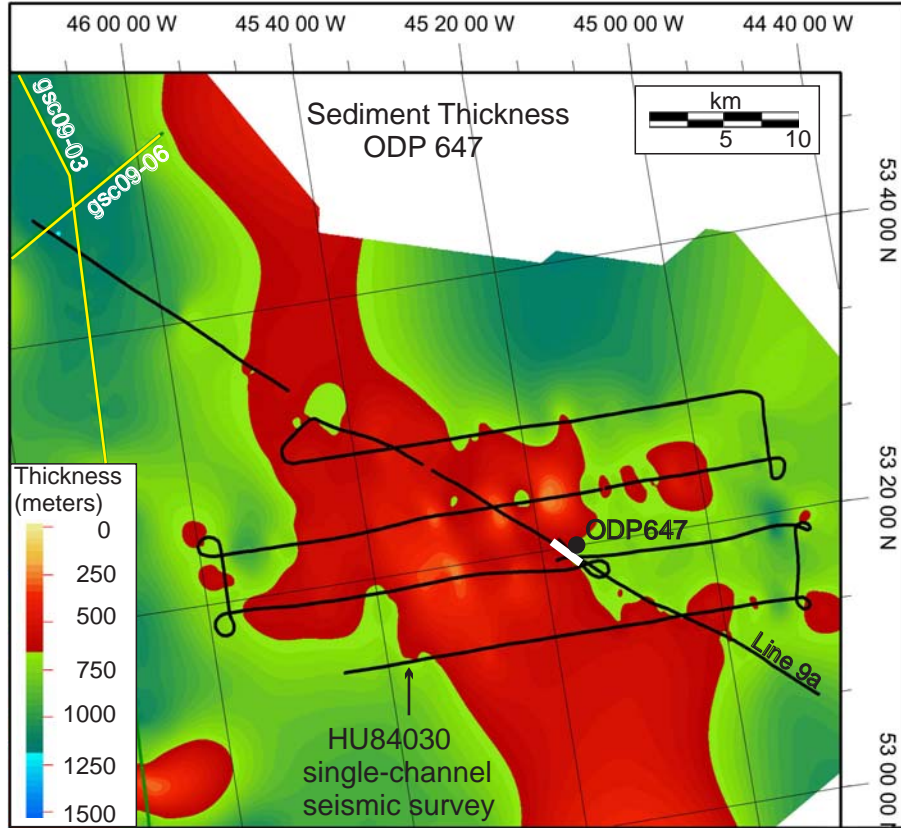 46 00 00 W
45 40 00 W
45 20 00 W
45 00 00 W
44 40 00 W
Sediment Thickness
ODP 647
km
5 10
gsc09-03
gsc09-06
53 40 00 N
53 20 00 N
53 00 00 N
ODP647
Line 9a
Thickness
(meters)
0
250
500
750
1000
1250
1500
HU84030
single-channel
seismic survey